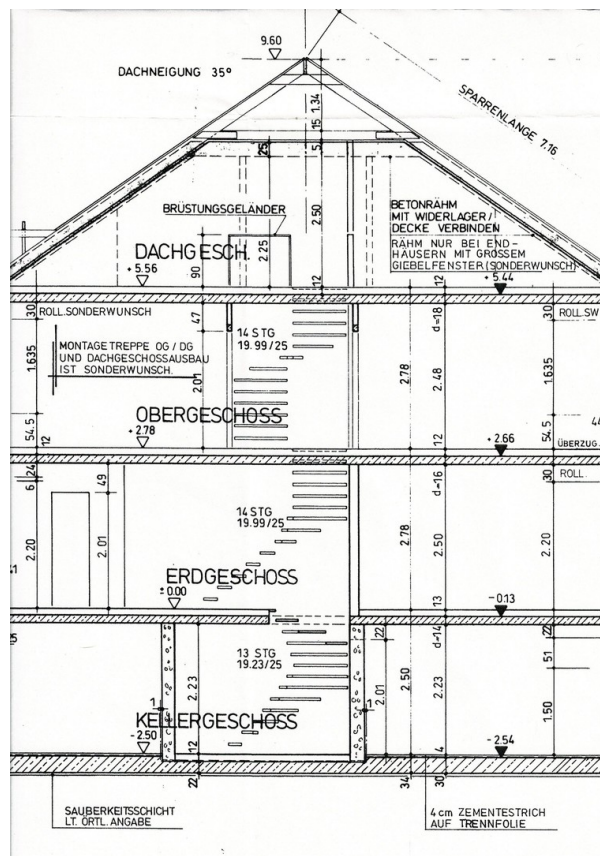 9.60
DACHNEIGUNG 35°
SPARRENLÄNGE 7.16
1.34
15
5
25
2.50
BRÜSTUNGSGELÄNDER
BETONRÄHM
MIT WIDERLAGER/
DECKE VERBINDEN
RÄHM NUR BEI END-
HÄUSERN MIT GROSSEM
GIEBELFENSTER (SONDERWUNSCH)
DACHGESCH.
2.25
90
+ 5.56
12
12
+ 5.44
30
ROLL.SONDERWUNSCH
47
14 STG
19.99/25
d=18
30
ROLL.SW
MONTAGETREPPE OG / DG
UND DACHGESCHOSSAUSBAU
IST SONDERWUNSCH.
1.635
2.01
2.78
2.48
1.635
OBERGESCHOSS
54.5
12
+ 2.78
12
+ 2.66
54.5
ÜBERZUG
24
6
49
14 STG
19.99/25
d=16
30
ROLL
2.20
2.01
2.78
2.50
2.20
ERDGESCHOSS
± 0.00
13
- 0.13
13 STG
19.23/25
22
d=14
22
51
2.23
2.01
2.50
2.23
1.50
1
1
KELLERGESCHOSS
- 2.50
12
4
- 2.54
22
34
30
SAUBERKEITSSCHICHT
LT. ÖRTL. ANGABE
4 cm ZEMENTESTRICH
AUF TRENNFOLIE